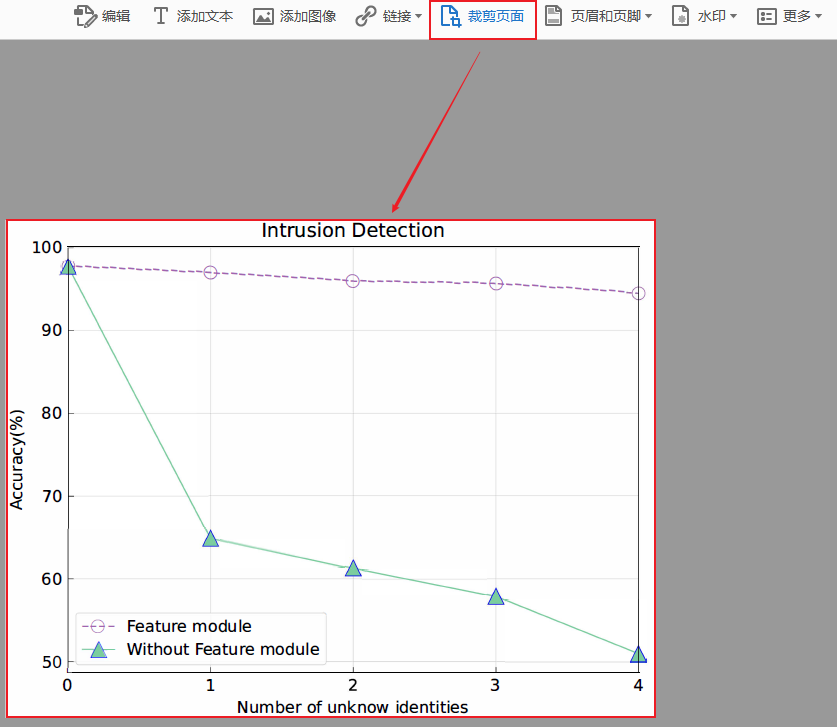 编辑 添加文本 添加图像 链接 裁剪页面 页眉和页脚 水印 更多
Intrusion Detection
100
90
80
70
60
50
Accuracy(%)
Feature module
Without Feature module
0 1 2 3 4
Number of unknow identities